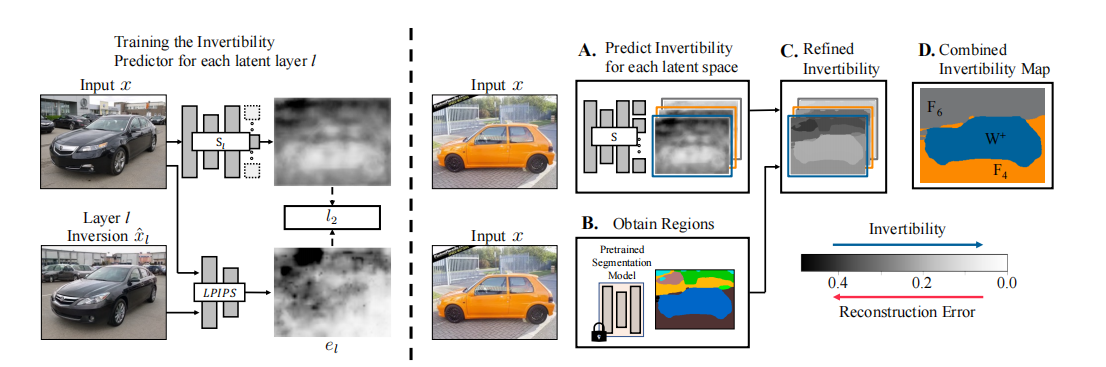 Training the Invertibility
Predictor for each latent layer l
Input x
S_l
l_2
Layer l
Inversion x̂_l
LPIPS
e_l
Input x
Input x
A. Predict Invertibility
for each latent space
S
B. Obtain Regions
Pretrained
Segmentation
Model
C. Refined
Invertibility
D. Combined
Invertibility Map
F_6
W^+
F_4
Invertibility
0.4 0.2 0.0
Reconstruction Error